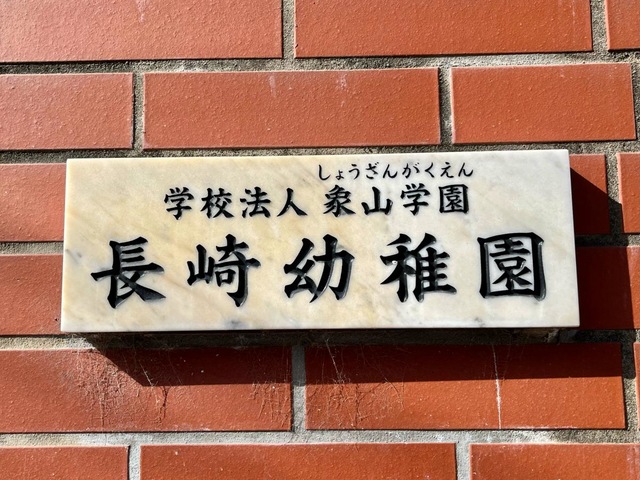 しょうざんがくえん
学校法人 象山学園
長崎幼稚園